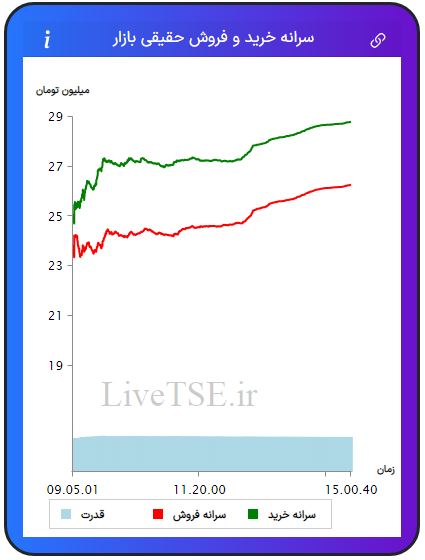 سرانه خرید و فروش حقیقی بازار
میلیون تومان
29
27
25
23
21
19
LiveTSE.ir
زمان
09.05.01 11.20.00 15.00.40
سرانه خرید سرانه فروش قدرت